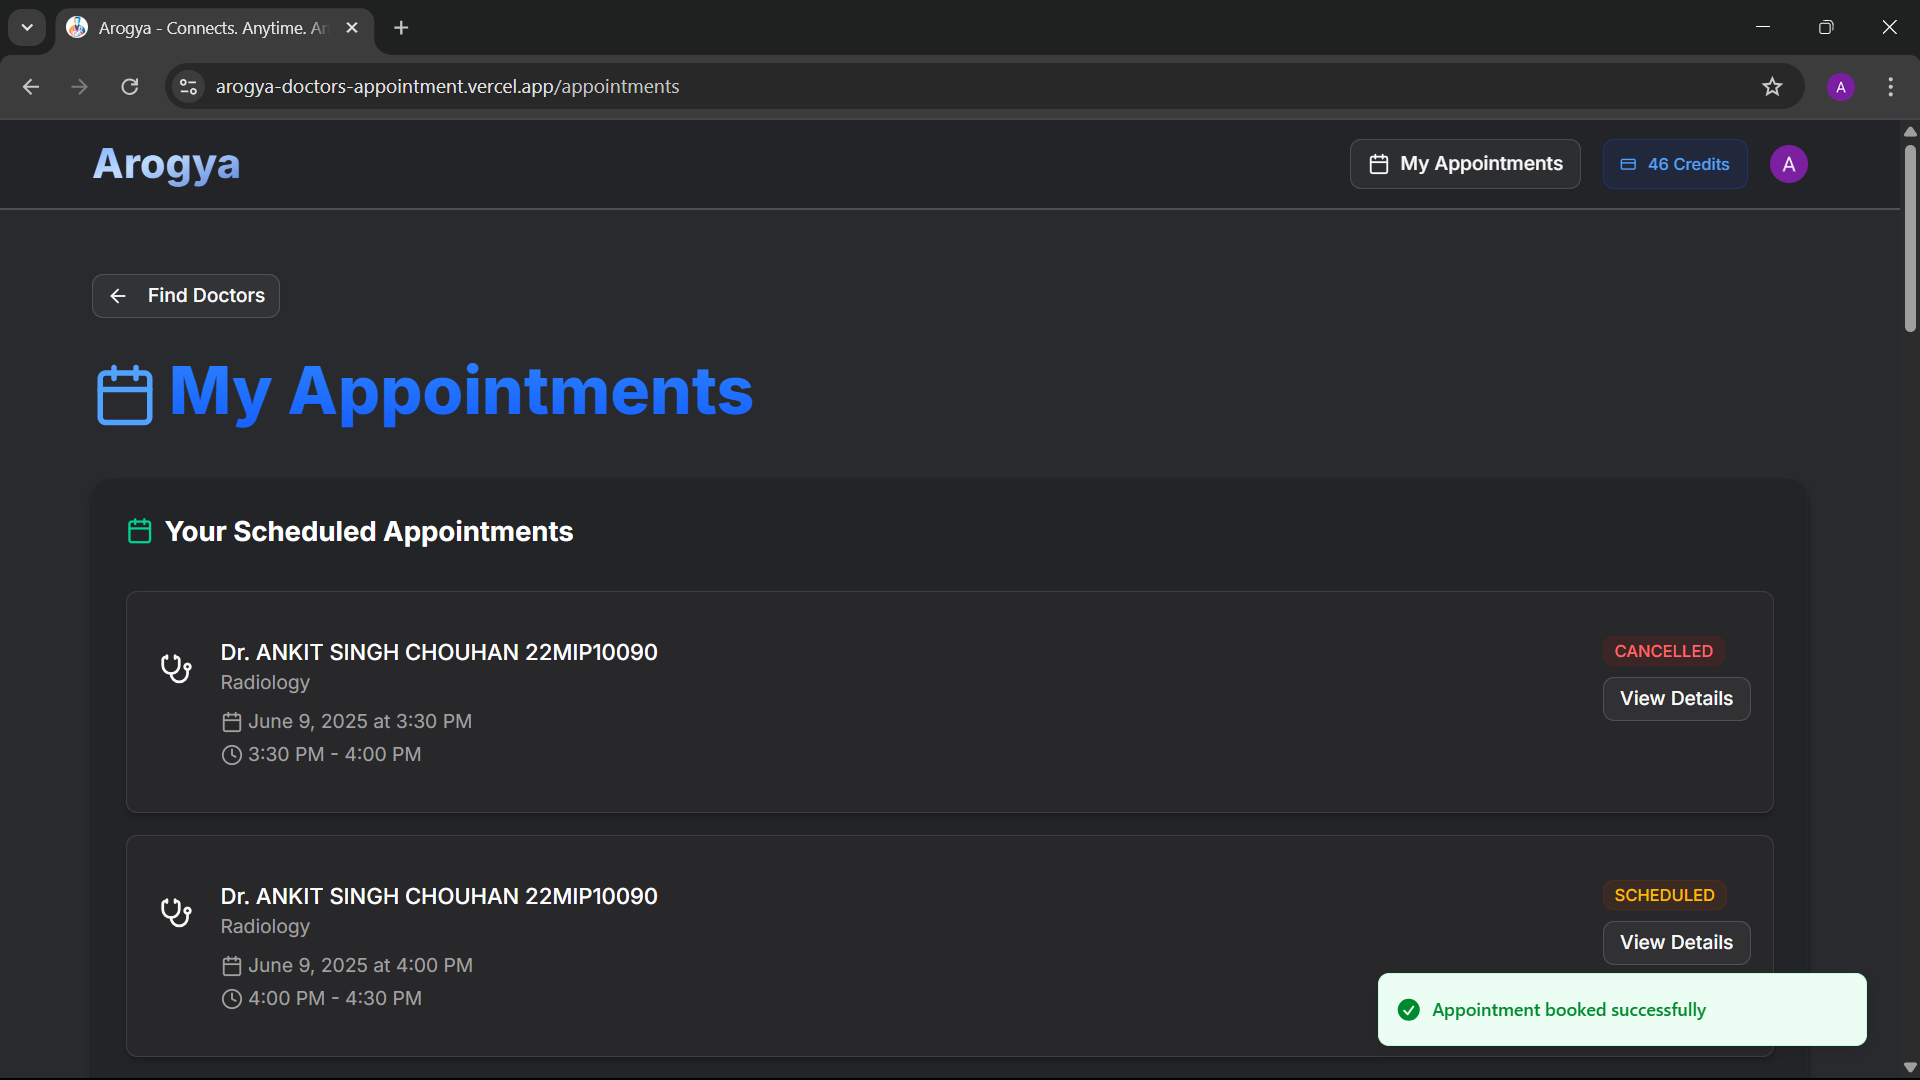 Arogya - Connects. Anytime.
arogya-doctors-appointment.vercel.app/appointments
A
Arogya
My Appointments
46 Credits
A
Find Doctors
My Appointments
Your Scheduled Appointments
Dr. ANKIT SINGH CHOUHAN 22MIP10090
Radiology
June 9, 2025 at 3:30 PM
3:30 PM - 4:00 PM
CANCELLED
View Details
Dr. ANKIT SINGH CHOUHAN 22MIP10090
Radiology
June 9, 2025 at 4:00 PM
4:00 PM - 4:30 PM
SCHEDULED
View Details
Appointment booked successfully